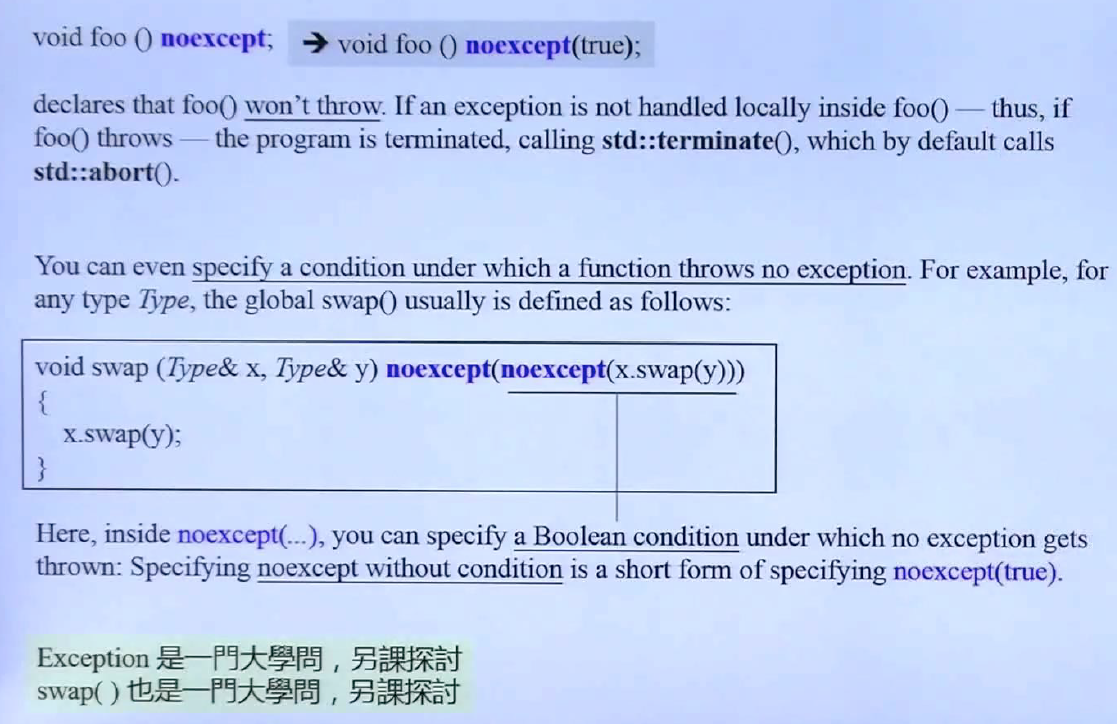 void foo () noexcept; ➔ void foo () noexcept(true);
declares that foo() won’t throw. If an exception is not handled locally inside foo() — thus, if
foo() throws — the program is terminated, calling std::terminate(), which by default calls
std::abort().
You can even specify a condition under which a function throws no exception. For example, for
any type Type, the global swap() usually is defined as follows:
void swap (Type& x, Type& y) noexcept(noexcept(x.swap(y)))
{
x.swap(y);
}
Here, inside noexcept(...), you can specify a Boolean condition under which no exception gets
thrown: Specifying noexcept without condition is a short form of specifying noexcept(true).
Exception 是一門大學問，另課探討
swap( ) 也是一門大學問，另課探討